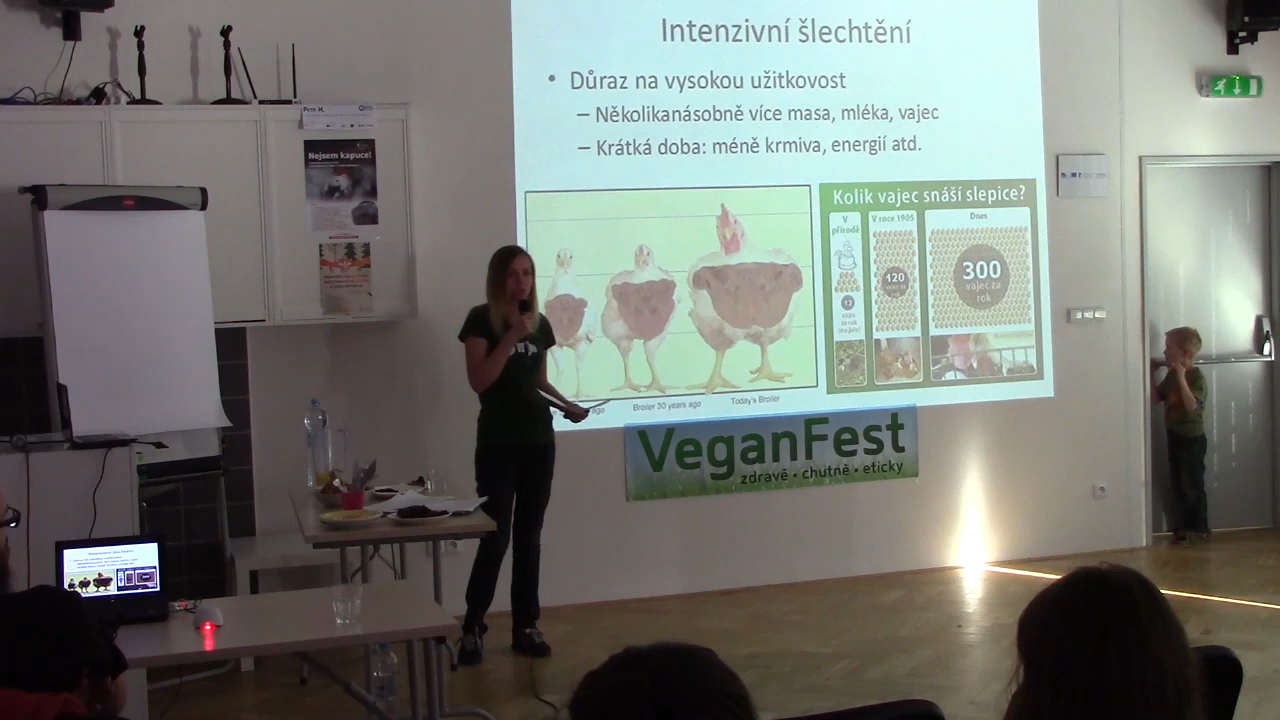 Intenzivní šlechtění
• Důraz na vysokou užitkovost
– Několikanásobně více masa, mléka, vajec
– Krátká doba: méně krmiva, energií atd.
Kolik vajec snáší slepice?
V přírodě
V roce 1905
Dnes
12
120
300
vajec za
rok
ago
Broiler 30 years ago
Today's Broiler
VeganFest
zdravě • chutně • eticky
Petr H.
Nejsem kapuce!